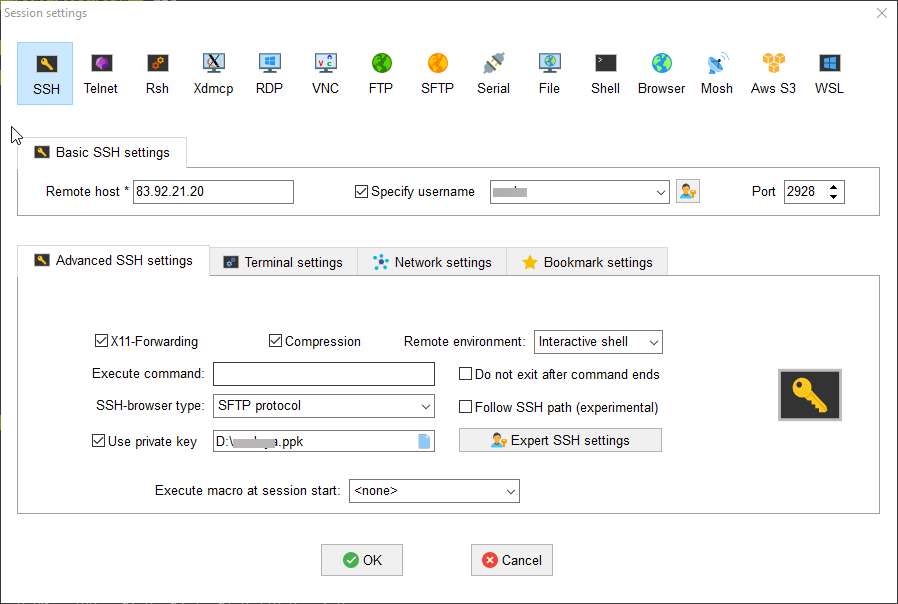 Session settings
SSH Telnet Rsh Xdmcp RDP VNC FTP SFTP Serial File Shell Browser Mosh Aws S3 WSL
Basic SSH settings
Remote host * 83.92.21.20 Specify username Port 2928
Advanced SSH settings Terminal settings Network settings Bookmark settings
X11-Forwarding Compression Remote environment: Interactive shell
Execute command: Do not exit after command ends
SSH-browser type: SFTP protocol Follow SSH path (experimental)
Use private key D:\ .ppk Expert SSH settings
Execute macro at session start: <none>
OK Cancel